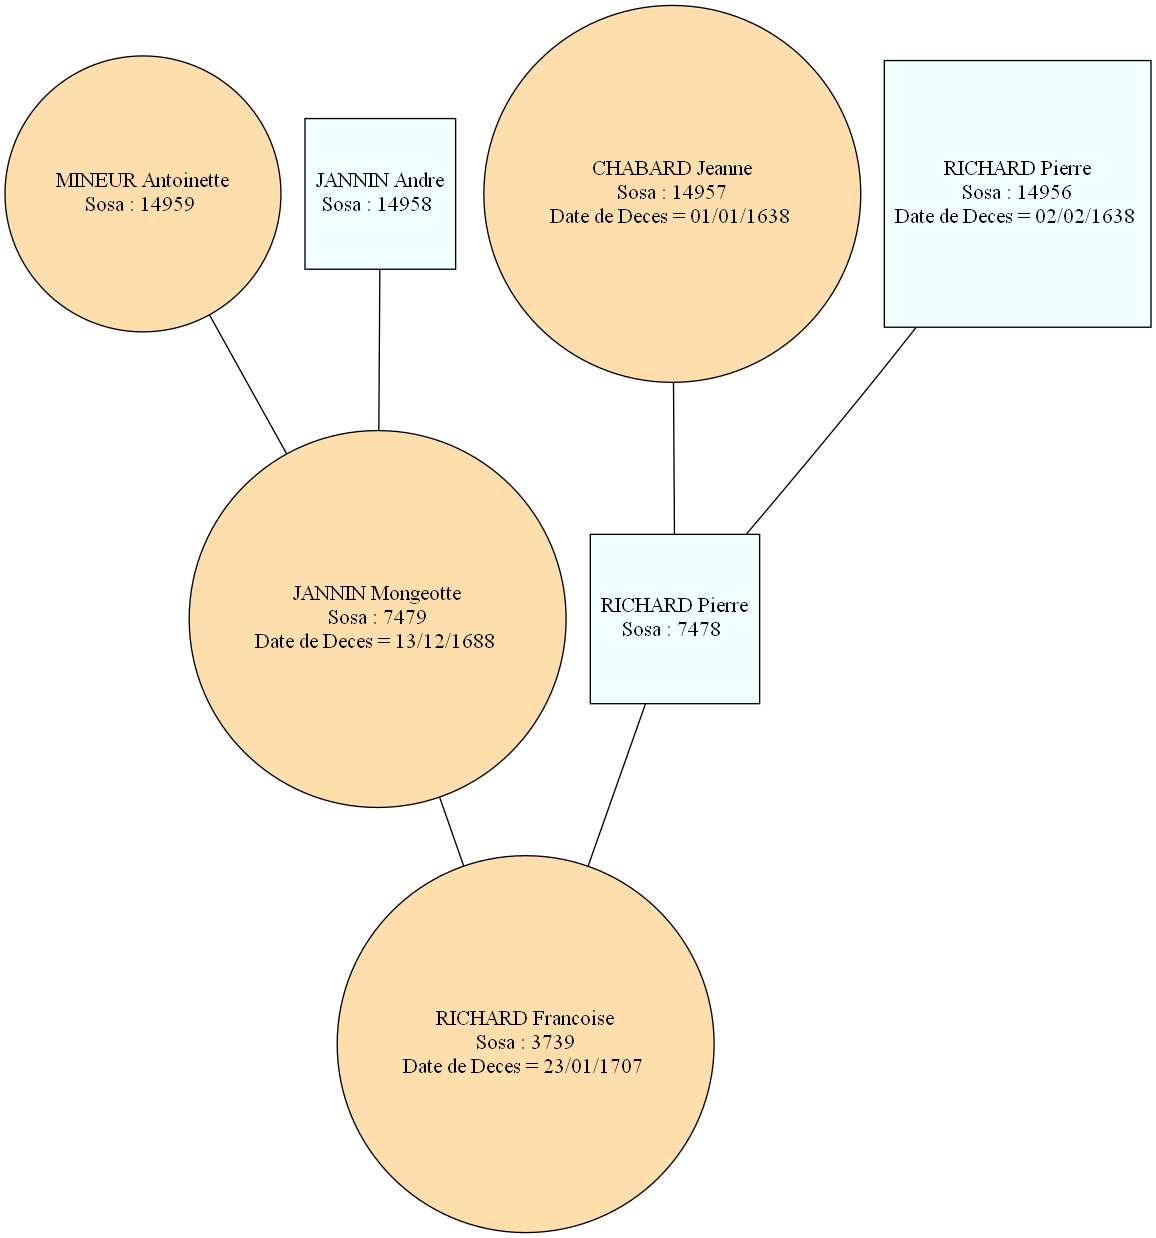 MINEUR Antoinette
Sosa : 14959
JANNIN Andre
Sosa : 14958
CHABARD Jeanne
Sosa : 14957
Date de Deces = 01/01/1638
RICHARD Pierre
Sosa : 14956
Date de Deces = 02/02/1638
JANNIN Mongeotte
Sosa : 7479
Date de Deces = 13/12/1688
RICHARD Pierre
Sosa : 7478
RICHARD Francoise
Sosa : 3739
Date de Deces = 23/01/1707